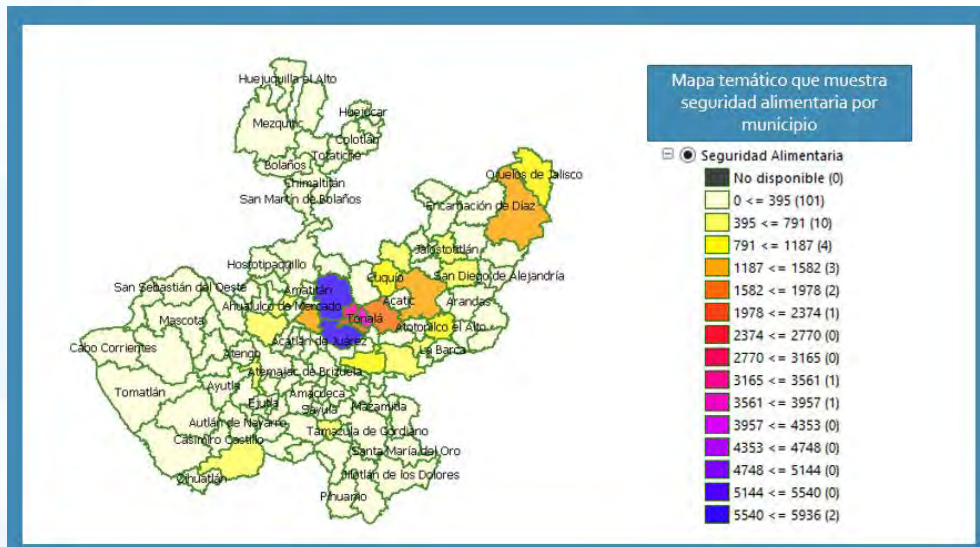 Mapa temático que muestra
seguridad alimentaria por
municipio
Seguridad Alimentaria
No disponible (0)
0 <= 395 (101)
395 <= 791 (10)
791 <= 1187 (4)
1187 <= 1582 (3)
1582 <= 1978 (2)
1978 <= 2374 (1)
2374 <= 2770 (0)
2770 <= 3165 (0)
3165 <= 3561 (1)
3561 <= 3957 (1)
3957 <= 4353 (0)
4353 <= 4748 (0)
4748 <= 5144 (0)
5144 <= 5540 (0)
5540 <= 5936 (2)
Huejuquilla el Alto
Huejucar
Mezquitic
Colotlán
Totatiche
Bolaños
Chimaltitán
San Martín de Bolaños
Ojuelos de Jalisco
Encarnación de Díaz
Jalostotitlán
Hostotipaquillo
Cuquío
San Diego de Alejandría
San Sebastián del Oeste
Amatitán
Acatic
Arandas
Ahualulco de Mercado
Mascota
Tonalá
Atotonilco el Alto
Cabo Corrientes
Acatlán de Juárez
La Barca
Atengo
Atemajac de Brizuela
Tomatlán
Ayutla
Amacueca
Ejutla
Sayula
Mazamitla
Autlán de Navarro
Tamazula de Gordiano
Casimiro Castillo
Santa María del Oro
Cihuatlán
Jilotlán de los Dolores
Pihuamo